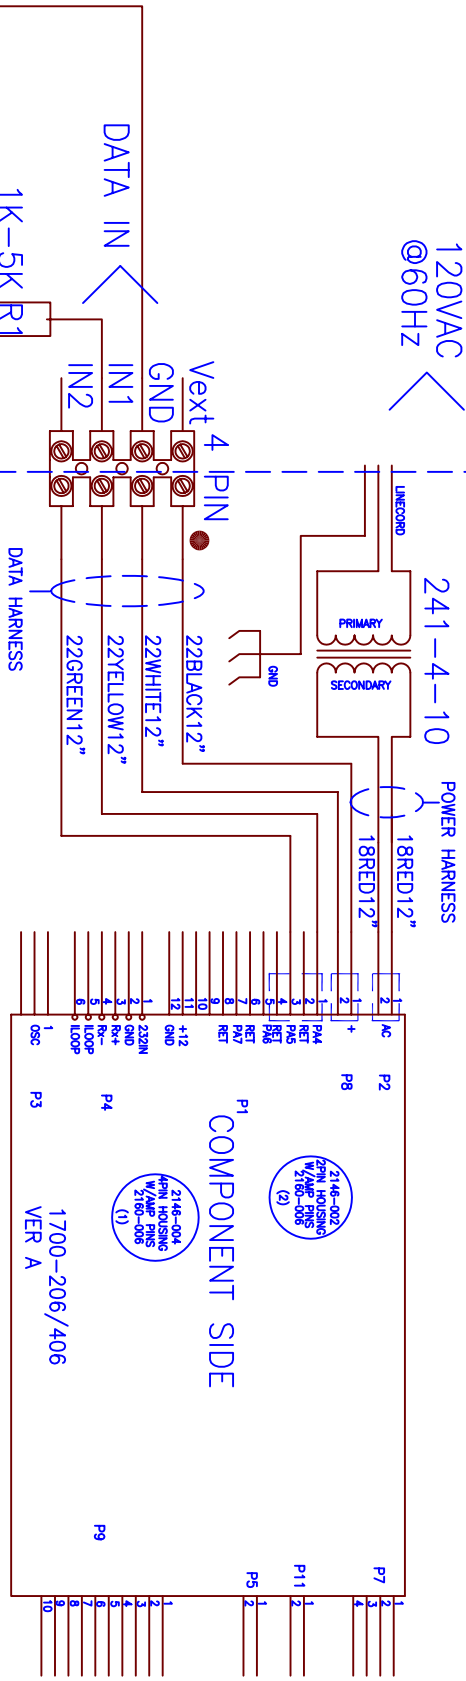 120VAC
@60Hz
DATA IN
1K-5K R1
Vext 4 PIN
GND
IN1
IN2
LINECORD
241-4-10
PRIMARY
SECONDARY
GND
DATA HARNESS
POWER HARNESS
18RED12"
18RED12"
22BLACK12"
22WHITE12"
22YELLOW12"
22GREEN12"
1
2
AC
P2
1
2
+
P8
1
PA4
2
RET
3
PA5
4
RET
5
PA6
6
RET
7
PA7
8
RET
9
10
11
+12
12
GND
P1
1
232IN
2
GND
3
Rx+
4
Rx-
5
ILOOP
6
ILOOP
P4
1
OSC
P3
COMPONENT SIDE
2146-002
2PIN HOUSING
W/AMP PINS
2160-006
(2)
2146-004
4PIN HOUSING
W/AMP PINS
2160-006
(1)
1700-206/406
VER A
P7
1
2
3
4
P11
1
2
P5
1
2
P9
1
2
3
4
5
6
7
8
9
10